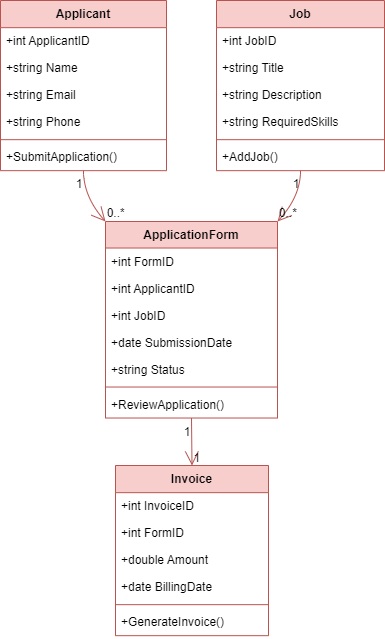 Applicant
+int ApplicantID
+string Name
+string Email
+string Phone
+SubmitApplication()
Job
+int JobID
+string Title
+string Description
+string RequiredSkills
+AddJob()
1
1
0..*
0..*
ApplicationForm
+int FormID
+int ApplicantID
+int JobID
+date SubmissionDate
+string Status
+ReviewApplication()
1
1
Invoice
+int InvoiceID
+int FormID
+double Amount
+date BillingDate
+GenerateInvoice()